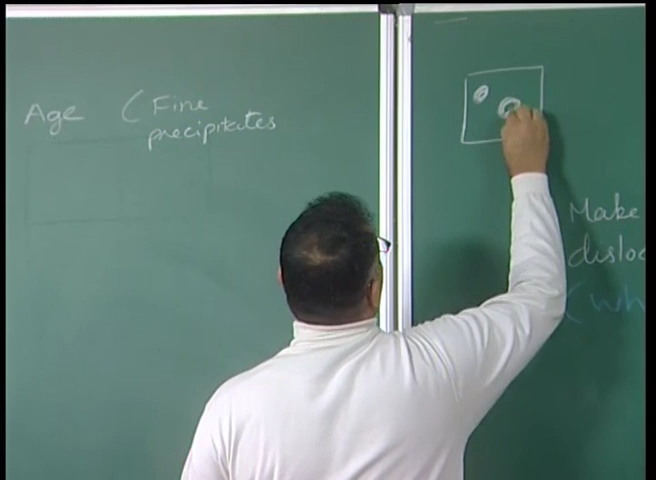 Age (Fine
precipitates
Make
disloc
(wh